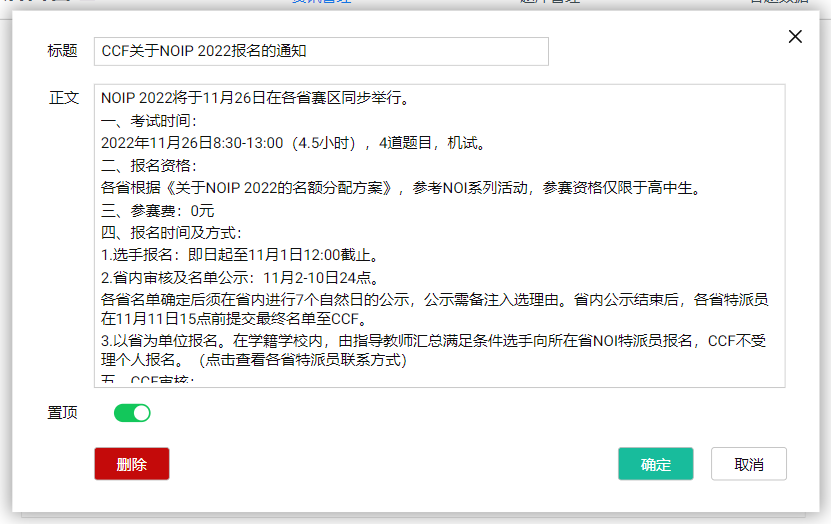 资讯管理
标题
CCF关于NOIP 2022报名的通知
正文
NOIP 2022将于11月26日在各省赛区同步举行。
一、考试时间：
2022年11月26日8:30-13:00（4.5小时），4道题目，机试。
二、报名资格：
各省根据《关于NOIP 2022的名额分配方案》，参考NOI系列活动，参赛资格仅限于高中生。
三、参赛费：0元
四、报名时间及方式：
1.选手报名：即日起至11月1日12:00截止。
2.省内审核及名单公示：11月2-10日24点。
各省名单确定后须在省内进行7个自然日的公示，公示需备注入选理由。省内公示结束后，各省特派员
在11月11日15点前提交最终名单至CCF。
3.以省为单位报名。在学籍学校内，由指导教师汇总满足条件选手向所在省NOI特派员报名，CCF不受
理个人报名。（点击查看各省特派员联系方式）
五、CCF审核：
置顶
删除
确定
取消